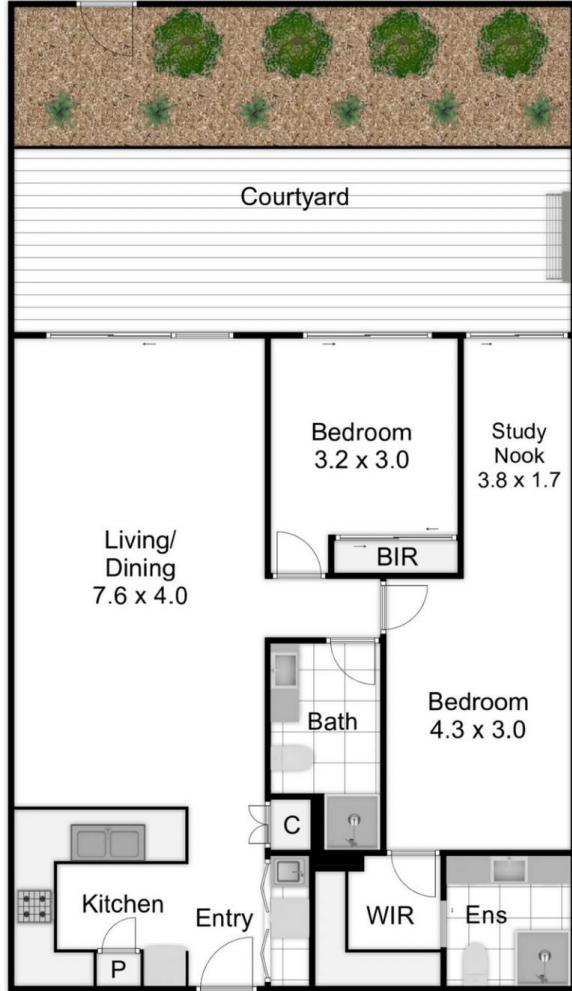 Courtyard
Bedroom
3.2 x 3.0
Study
Nook
3.8 x 1.7
Living/
Dining
7.6 x 4.0
BIR
Bedroom
4.3 x 3.0
Bath
C
Kitchen
Entry
WIR
Ens
P